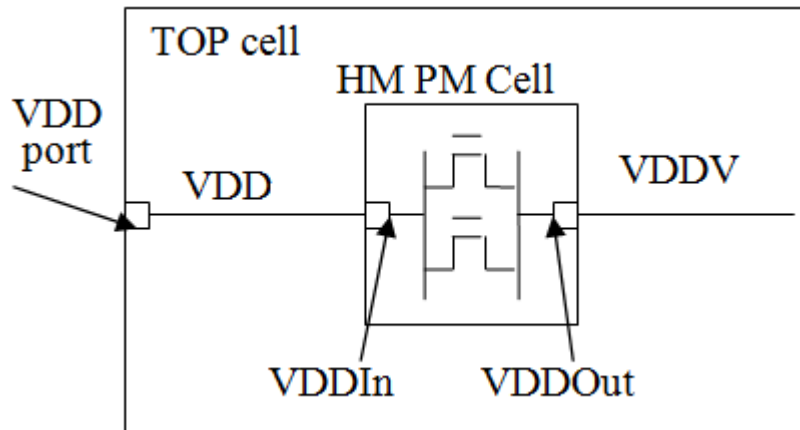 TOP cell
HM PM Cell
VDD
port
VDD
VDDV
VDDIn
VDDOut